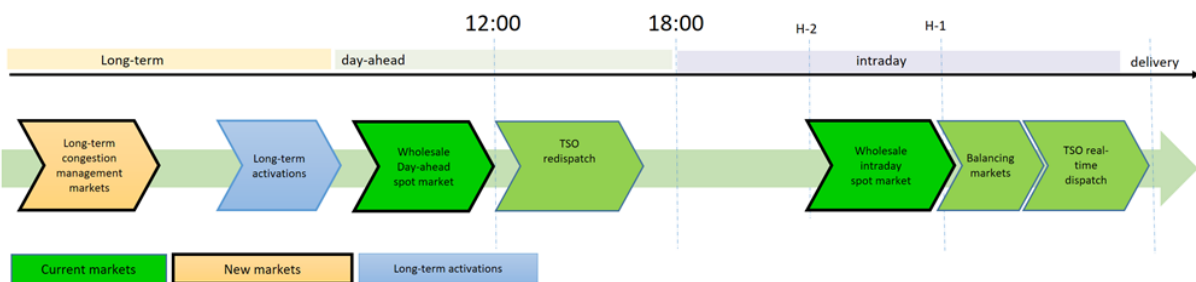 12:00
18:00
H-2
H-1
Long-term
day-ahead
intraday
delivery
Long-term
congestion
management
markets
Long-term
activations
Wholesale
Day-ahead
spot market
TSO
redispatch
Wholesale
intraday
spot market
Balancing
markets
TSO real-
time
dispatch
Current markets
New markets
Long-term activations